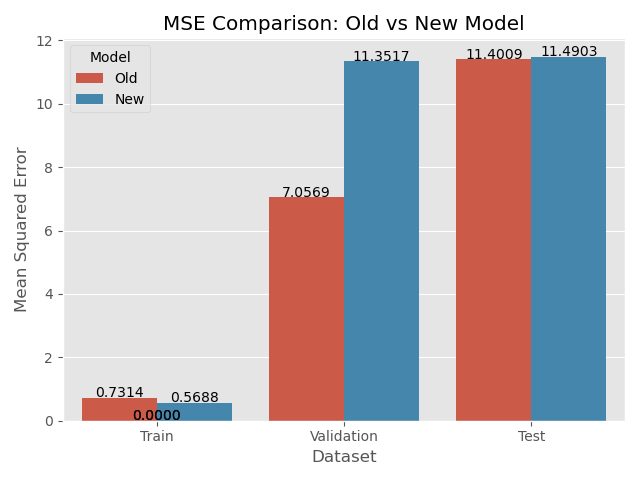 MSE Comparison: Old vs New Model
Mean Squared Error
12
10
8
6
4
2
0
Model
Old
New
0.7314
0.5688
0.0000
7.0569
11.3517
11.4009
11.4903
Train
Validation
Test
Dataset